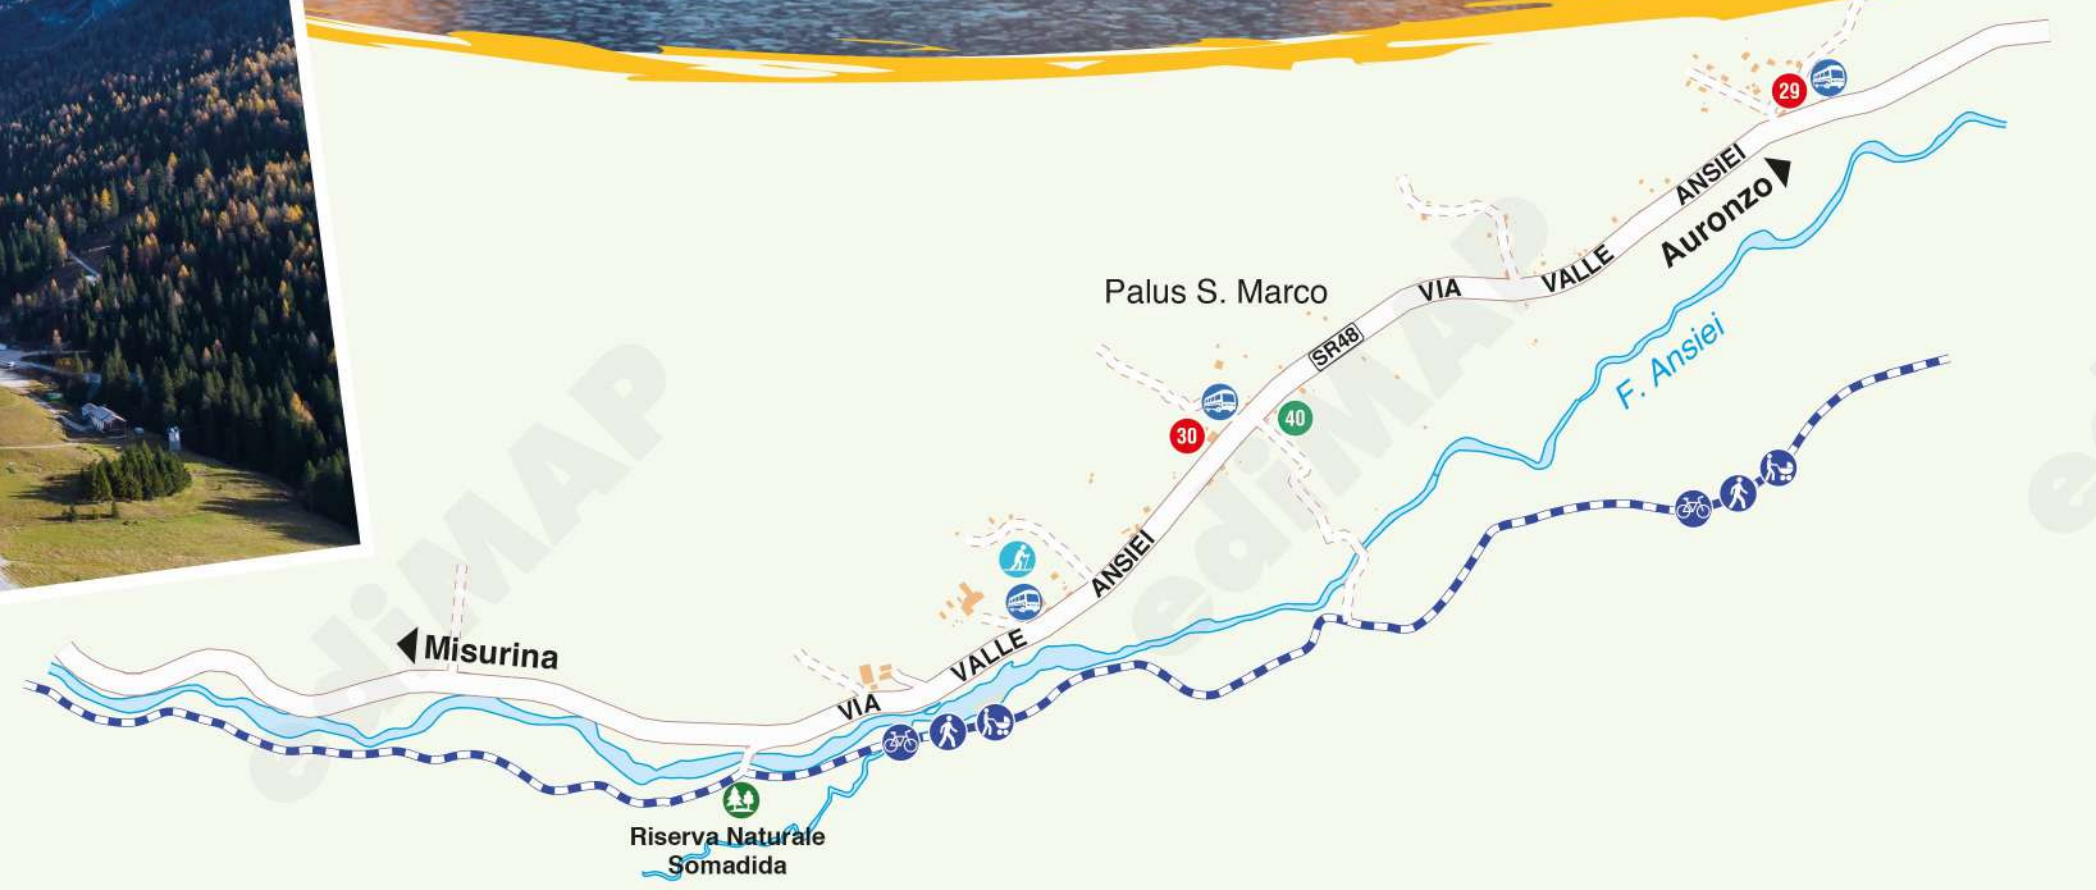 29
ANSIEI
Auronzo
VALLE
VIA
Palus S. Marco
SR48
F. Ansiei
30
40
ANSIEI
VALLE
VIA
Misurina
Riserva Naturale
Somadida
ediMAP
ediMAP